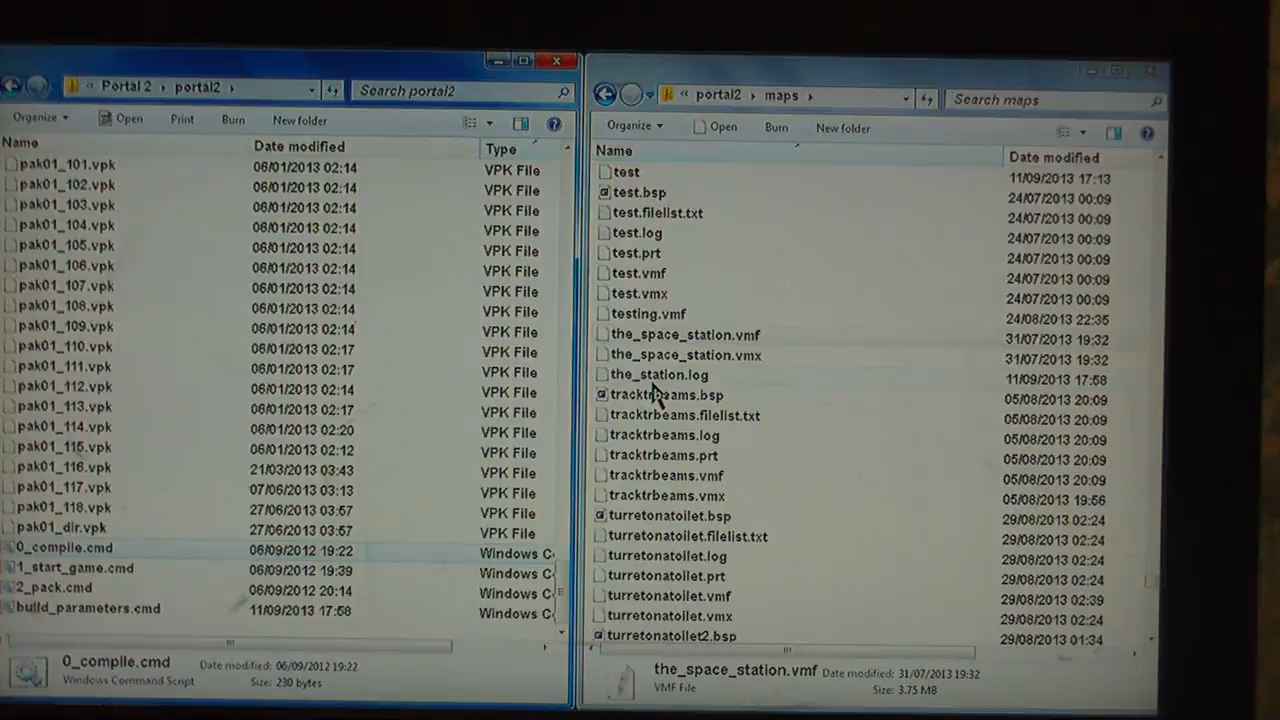 Portal 2 portal2
Search portal2
Organize Open Print Burn New folder
Name Date modified Type
pak01_101.vpk 06/01/2013 02:14 VPK File
pak01_102.vpk 06/01/2013 02:14 VPK File
pak01_103.vpk 06/01/2013 02:14 VPK File
pak01_104.vpk 06/01/2013 02:14 VPK File
pak01_105.vpk 06/01/2013 02:14 VPK File
pak01_106.vpk 06/01/2013 02:14 VPK File
pak01_107.vpk 06/01/2013 02:14 VPK File
pak01_108.vpk 06/01/2013 02:14 VPK File
pak01_109.vpk 06/01/2013 02:14 VPK File
pak01_110.vpk 06/01/2013 02:17 VPK File
pak01_111.vpk 06/01/2013 02:17 VPK File
pak01_112.vpk 06/01/2013 02:14 VPK File
pak01_113.vpk 06/01/2013 02:17 VPK File
pak01_114.vpk 06/01/2013 02:20 VPK File
pak01_115.vpk 06/01/2013 02:12 VPK File
pak01_116.vpk 21/03/2013 03:43 VPK File
pak01_117.vpk 07/06/2013 03:13 VPK File
pak01_118.vpk 27/06/2013 03:57 VPK File
pak01_dir.vpk 27/06/2013 03:57 VPK File
0_compile.cmd 06/09/2012 19:22 Windows C
1_start_game.cmd 06/09/2012 19:39 Windows C
2_pack.cmd 06/09/2012 20:14 Windows C
build_parameters.cmd 11/09/2013 17:58 Windows C
0_compile.cmd Date modified: 06/09/2012 19:22
Windows Command Script Size: 230 bytes
portal2 maps
Search maps
Organize Open Burn New folder
Name Date modified
test 11/09/2013 17:13
test.bsp 24/07/2013 00:09
test.filelist.txt 24/07/2013 00:09
test.log 24/07/2013 00:09
test.prt 24/07/2013 00:09
test.vmf 24/07/2013 00:09
test.vmx 24/07/2013 00:09
testing.vmf 24/08/2013 22:35
the_space_station.vmf 31/07/2013 19:32
the_space_station.vmx 31/07/2013 19:32
the_station.log 11/09/2013 17:58
tracktrbeams.bsp 05/08/2013 20:09
tracktrbeams.filelist.txt 05/08/2013 20:09
tracktrbeams.log 05/08/2013 20:09
tracktrbeams.prt 05/08/2013 20:09
tracktrbeams.vmf 05/08/2013 20:09
tracktrbeams.vmx 05/08/2013 19:56
turretonatoilet.bsp 29/08/2013 02:24
turretonatoilet.filelist.txt 29/08/2013 02:24
turretonatoilet.log 29/08/2013 02:24
turretonatoilet.prt 29/08/2013 02:24
turretonatoilet.vmf 29/08/2013 02:39
turretonatoilet.vmx 29/08/2013 02:24
turretonatoilet2.bsp 29/08/2013 01:34
the_space_station.vmf Date modified: 31/07/2013 19:32
VMF File Size: 3.75 MB